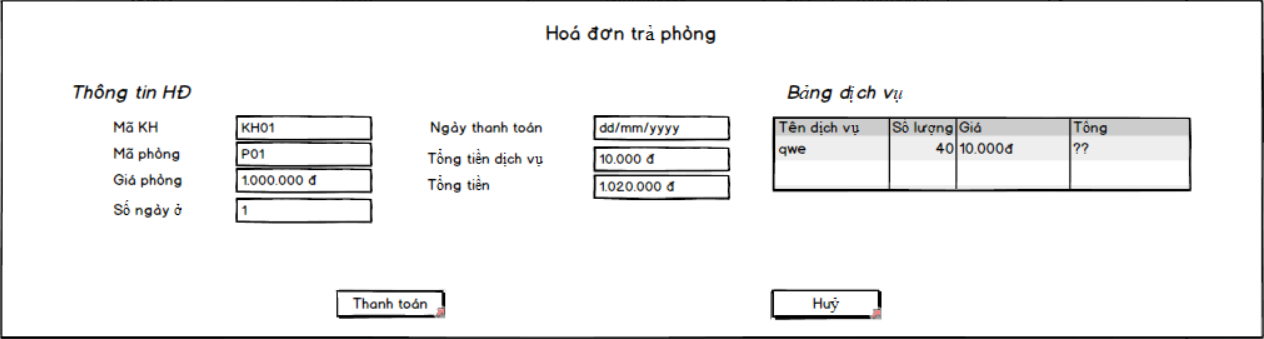 Hoá đơn trả phòng
Thông tin HĐ
Mã KH KH01
Mã phòng P01
Giá phòng 1.000.000 đ
Số ngày ở 1
Ngày thanh toán dd/mm/yyyy
Tổng tiền dịch vụ 10.000 đ
Tổng tiền 1.020.000 đ
Bảng dịch vụ
Tên dịch vụ Số lượng Giá Tổng
qwe 40 10.000đ ??
Thanh toán Huỷ